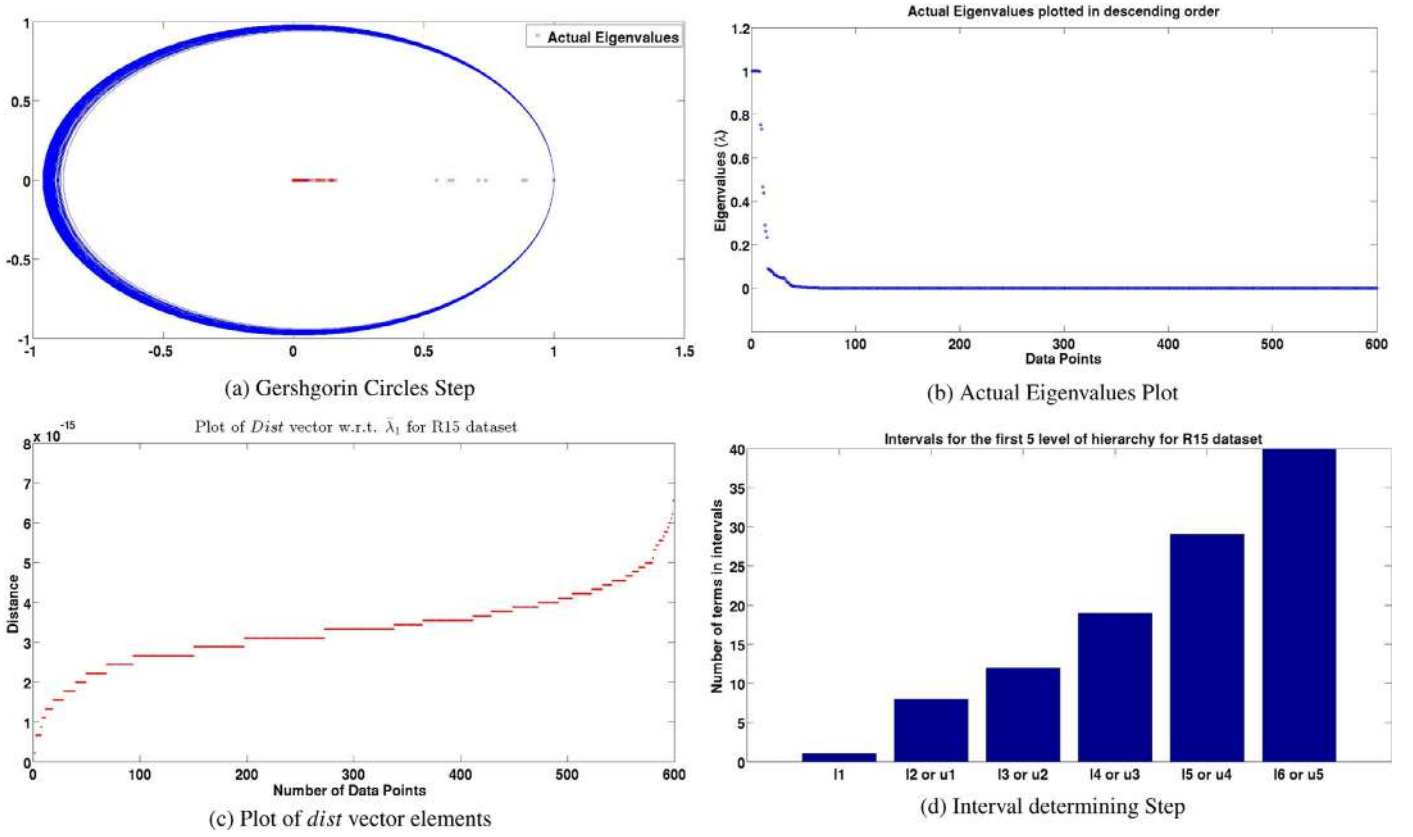 1
0.5
0
-0.5
-1
-1 -0.5 0 0.5 1 1.5
Actual Eigenvalues
(a) Gershgorin Circles Step
Actual Eigenvalues plotted in descending order
1.2
1
0.8
0.6
0.4
0.2
0
Eigenvalues (λ)
0 100 200 300 400 500 600
Data Points
(b) Actual Eigenvalues Plot
Plot of Dist vector w.r.t. λ̄₁ for R15 dataset
8 x 10⁻¹⁵
7
6
5
4
3
2
1
0
Distance
0 100 200 300 400 500 600
Number of Data Points
(c) Plot of dist vector elements
Intervals for the first 5 level of hierarchy for R15 dataset
40
35
30
25
20
15
10
5
0
Number of terms in intervals
l1 l2 or u1 l3 or u2 l4 or u3 l5 or u4 l6 or u5
(d) Interval determining Step